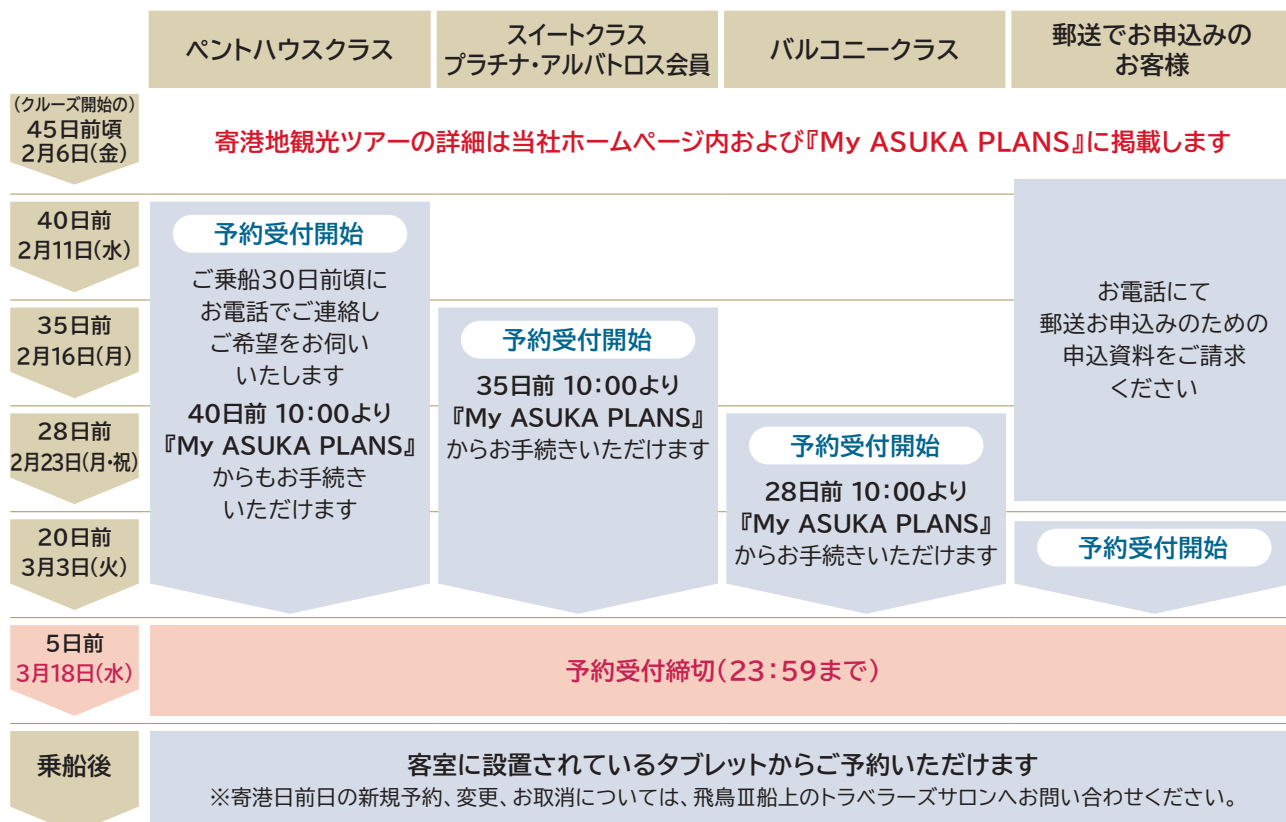 ペントハウスクラス
スイートクラス
プラチナ・アルバトロス会員
バルコニークラス
郵送でお申込みの
お客様
(クルーズ開始の)
45日前頃
2月6日(金)
寄港地観光ツアーの詳細は当社ホームページ内および『My ASUKA PLANS』に掲載します
40日前
2月11日(水)
35日前
2月16日(月)
28日前
2月23日(月・祝)
20日前
3月3日(火)
予約受付開始
ご乗船30日前頃に
お電話でご連絡し
ご希望をお伺い
いたします
40日前 10:00より
『My ASUKA PLANS』
からもお手続き
いただけます
予約受付開始
35日前 10:00より
『My ASUKA PLANS』
からお手続きいただけます
予約受付開始
28日前 10:00より
『My ASUKA PLANS』
からお手続きいただけます
お電話にて
郵送お申込みのための
申込資料をご請求
ください
予約受付開始
5日前
3月18日(水)
予約受付締切(23:59まで)
乗船後
客室に設置されているタブレットからご予約いただけます
※寄港日前日の新規予約、変更、お取消については、飛鳥Ⅲ船上のトラベラーズサロンへお問い合わせください。